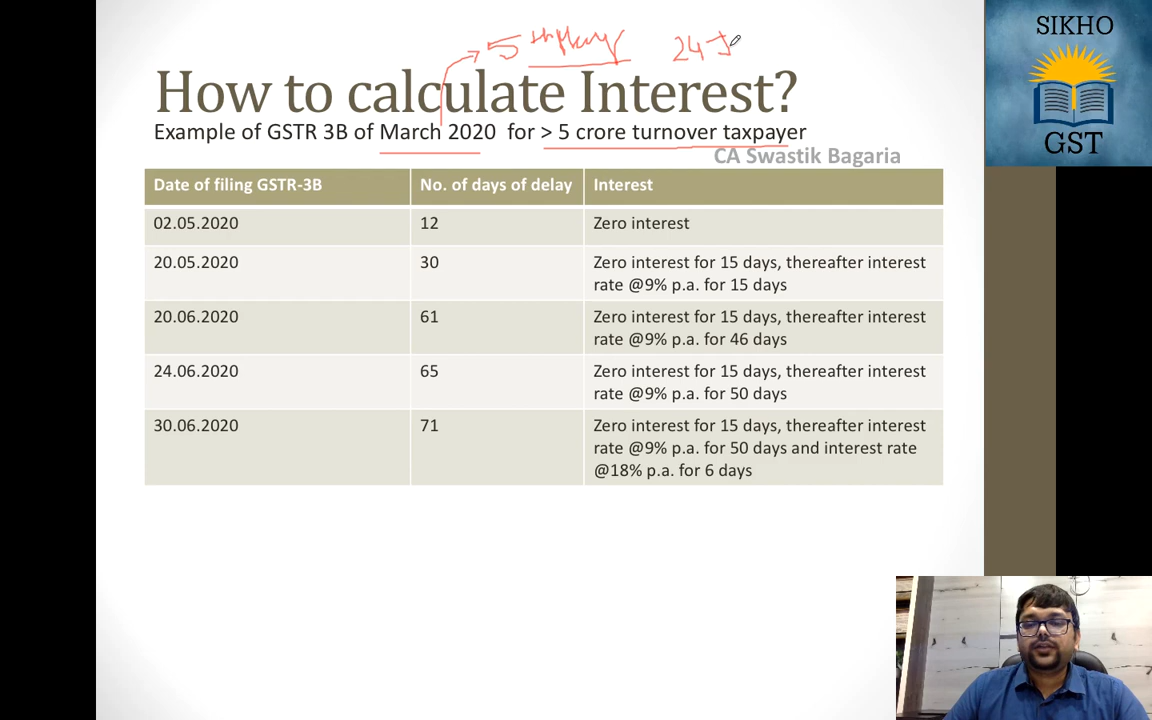 5 24 J
How to calculate Interest?
Example of GSTR 3B of March 2020 for > 5 crore turnover taxpayer
CA Swastik Bagaria
SIKHO
GST
Date of filing GSTR-3B No. of days of delay Interest
02.05.2020 12 Zero interest
20.05.2020 30 Zero interest for 15 days, thereafter interest
rate @9% p.a. for 15 days
20.06.2020 61 Zero interest for 15 days, thereafter interest
rate @9% p.a. for 46 days
24.06.2020 65 Zero interest for 15 days, thereafter interest
rate @9% p.a. for 50 days
30.06.2020 71 Zero interest for 15 days, thereafter interest
rate @9% p.a. for 50 days and interest rate
@18% p.a. for 6 days